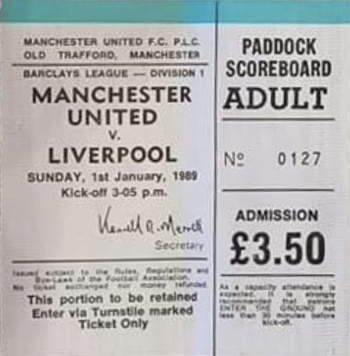 MANCHESTER UNITED F.C. P.L.C.
OLD TRAFFORD, MANCHESTER
BARCLAYS LEAGUE — DIVISION 1
MANCHESTER
UNITED
V.
LIVERPOOL
SUNDAY, 1st January, 1989
Kick-off 3-05 p.m.
Secretary
Issued subject to the Rules, Regulations and
Bye-Laws of the Football Association.
No ticket exchanged nor money refunded.
This portion to be retained
Enter via Turnstile marked
Ticket Only
PADDOCK
SCOREBOARD
ADULT
Nº 0127
ADMISSION
£3.50
As a capacity attendance is
expected, it is strongly
recommended that patrons
ENTER THE GROUND not
less than 30 minutes before
kick-off.